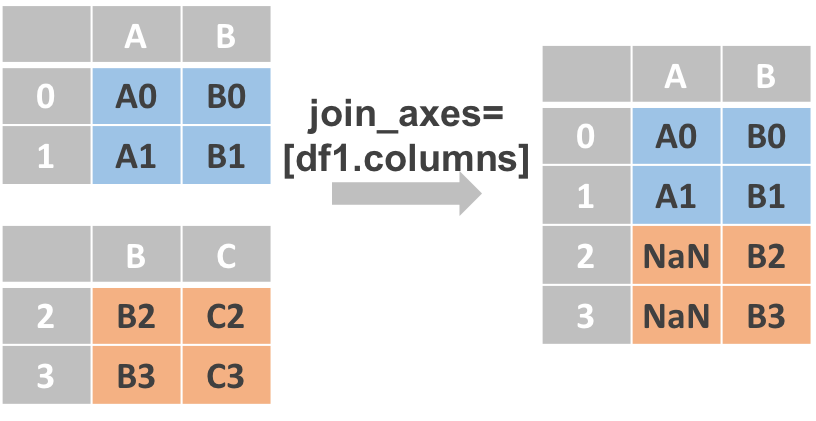 A B
0 A0 B0
1 A1 B1
join_axes=
[df1.columns]
B C
2 B2 C2
3 B3 C3
A B
0 A0 B0
1 A1 B1
2 NaN B2
3 NaN B3